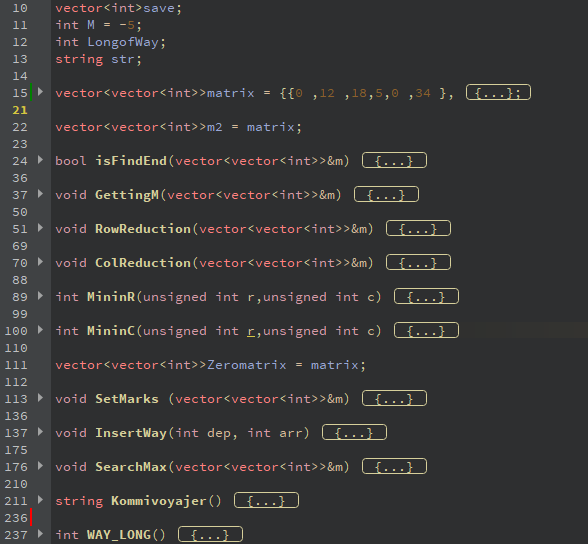 10 vector<int>save;
11 int M = -5;
12 int LongofWay;
13 string str;
14
15 vector<vector<int>>matrix = {{0 ,12 ,18,5,0 ,34 }, {...};
21
22 vector<vector<int>>m2 = matrix;
23
24 bool isFindEnd(vector<vector<int>>&m) {...}
36
37 void GettingM(vector<vector<int>>&m) {...}
50
51 void RowReduction(vector<vector<int>>&m) {...}
69
70 void ColReduction(vector<vector<int>>&m) {...}
88
89 int MininR(unsigned int r,unsigned int c) {...}
99
100 int MininC(unsigned int r,unsigned int c) {...}
110
111 vector<vector<int>>Zeromatrix = matrix;
112
113 void SetMarks (vector<vector<int>>&m) {...}
136
137 void InsertWay(int dep, int arr) {...}
175
176 void SearchMax(vector<vector<int>>&m) {...}
210
211 string Kommivoyajer() {...}
236
237 int WAY_LONG() {...}